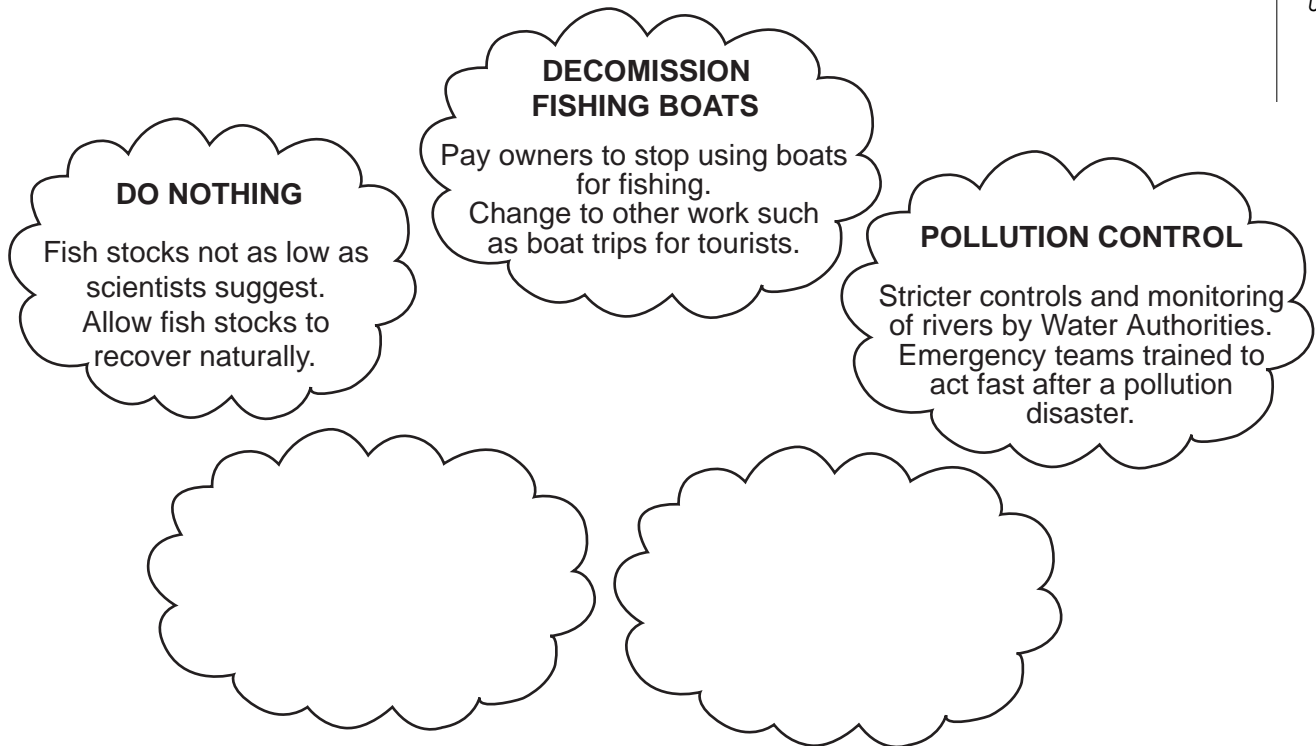 DO NOTHING
Fish stocks not as low as
scientists suggest.
Allow fish stocks to
recover naturally.
DECOMISSION
FISHING BOATS
Pay owners to stop using boats
for fishing.
Change to other work such
as boat trips for tourists.
POLLUTION CONTROL
Stricter controls and monitoring
of rivers by Water Authorities.
Emergency teams trained to
act fast after a pollution
disaster.